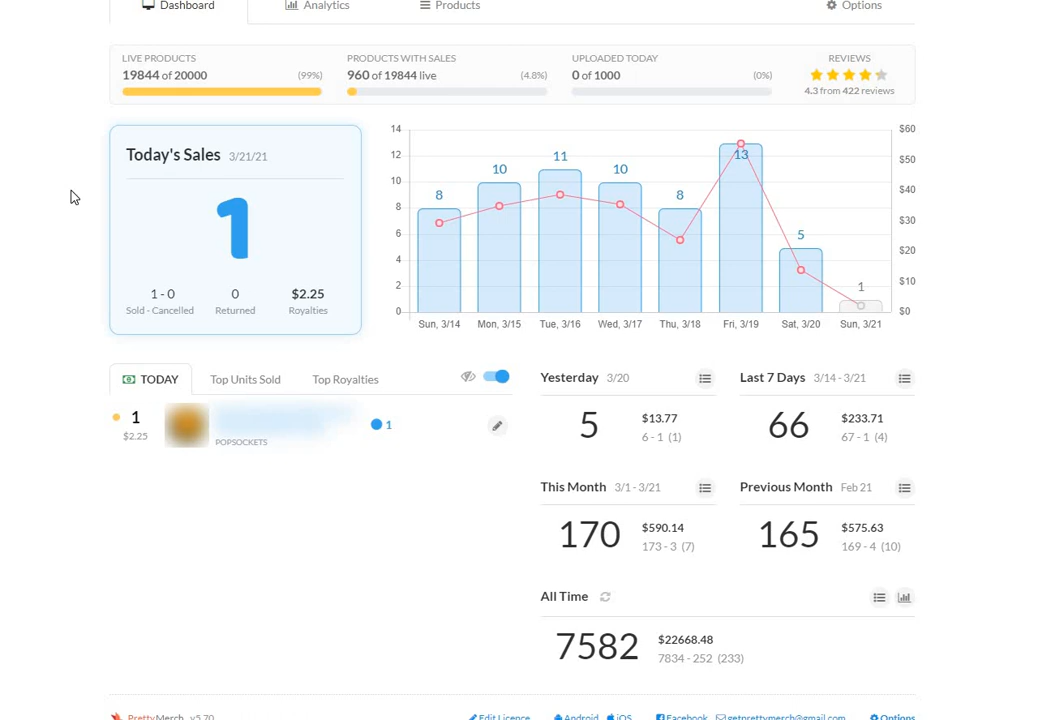 Dashboard Analytics Products Options
LIVE PRODUCTS PRODUCTS WITH SALES UPLOADED TODAY REVIEWS
19844 of 20000 (99%) 960 of 19844 live (4.8%) 0 of 1000 (0%)
4.3 from 422 reviews
Today's Sales 3/21/21
1
1 - 0 0 $2.25
Sold - Cancelled Returned Royalties
14 $60
12 $50
10 $40
8 $30
6 $20
4 $10
2 $0
0
8 10 11 10 8 13 5 1
Sun, 3/14 Mon, 3/15 Tue, 3/16 Wed, 3/17 Thu, 3/18 Fri, 3/19 Sat, 3/20 Sun, 3/21
TODAY Top Units Sold Top Royalties
1 1
$2.25 POPSOCKETS
Yesterday 3/20 Last 7 Days 3/14 - 3/21
5 $13.77 66 $233.71
6 - 1 (1) 67 - 1 (4)
This Month 3/1 - 3/21 Previous Month Feb 21
170 $590.14 165 $575.63
173 - 3 (7) 169 - 4 (10)
All Time
7582 $22668.48
7834 - 252 (233)
PrettyMerch v5.70 Edit Licence Android iOS Facebook getprettymerch@gmail.com Options